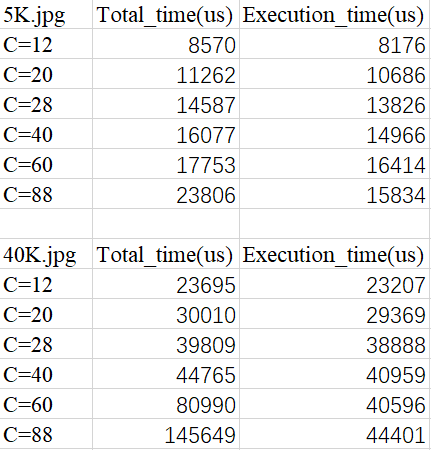 5K.jpg Total_time(us) Execution_time(us)
C=12 8570 8176
C=20 11262 10686
C=28 14587 13826
C=40 16077 14966
C=60 17753 16414
C=88 23806 15834
40K.jpg Total_time(us) Execution_time(us)
C=12 23695 23207
C=20 30010 29369
C=28 39809 38888
C=40 44765 40959
C=60 80990 40596
C=88 145649 44401